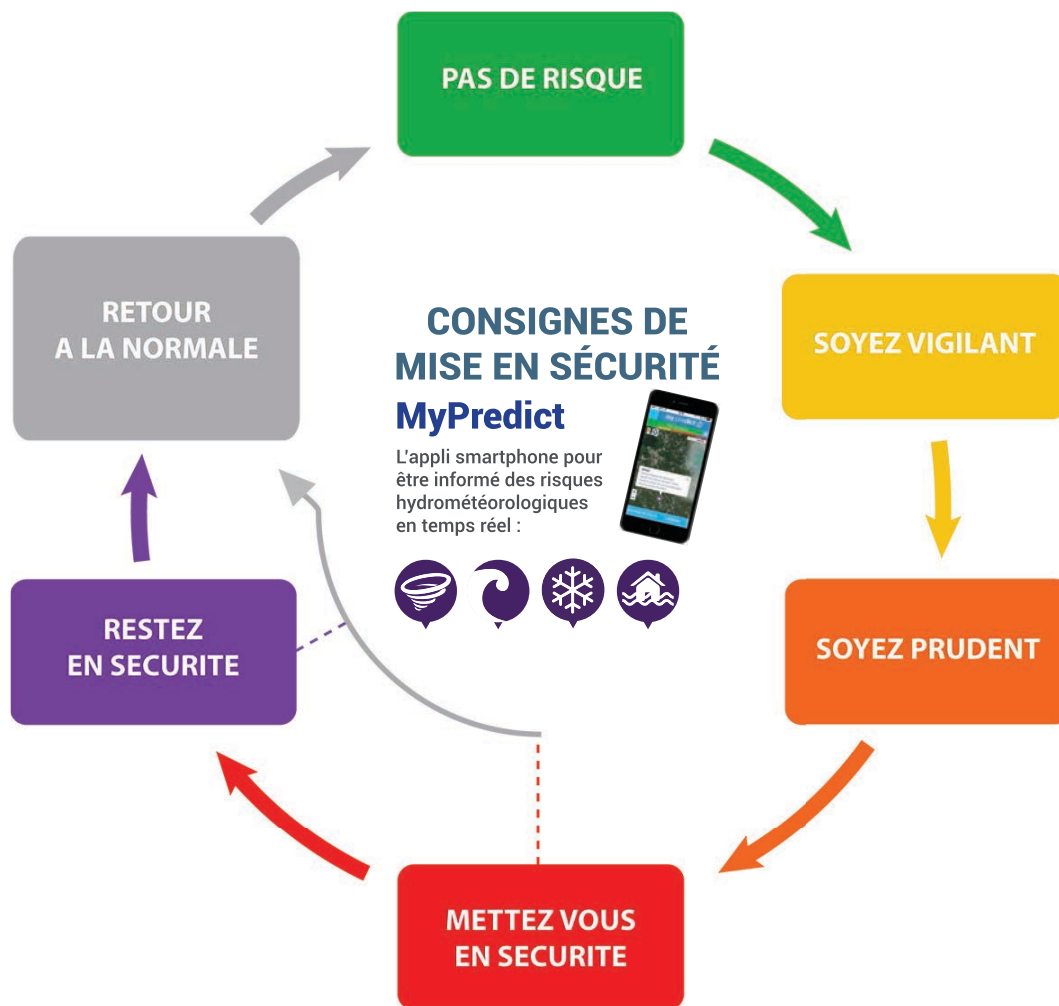 PAS DE RISQUE
SOYEZ VIGILANT
SOYEZ PRUDENT
METTEZ VOUS
EN SECURITE
RESTEZ
EN SECURITE
RETOUR
A LA NORMALE
CONSIGNES DE
MISE EN SÉCURITÉ
MyPredict
L'appli smartphone pour
être informé des risques
hydrométéorologiques
en temps réel :